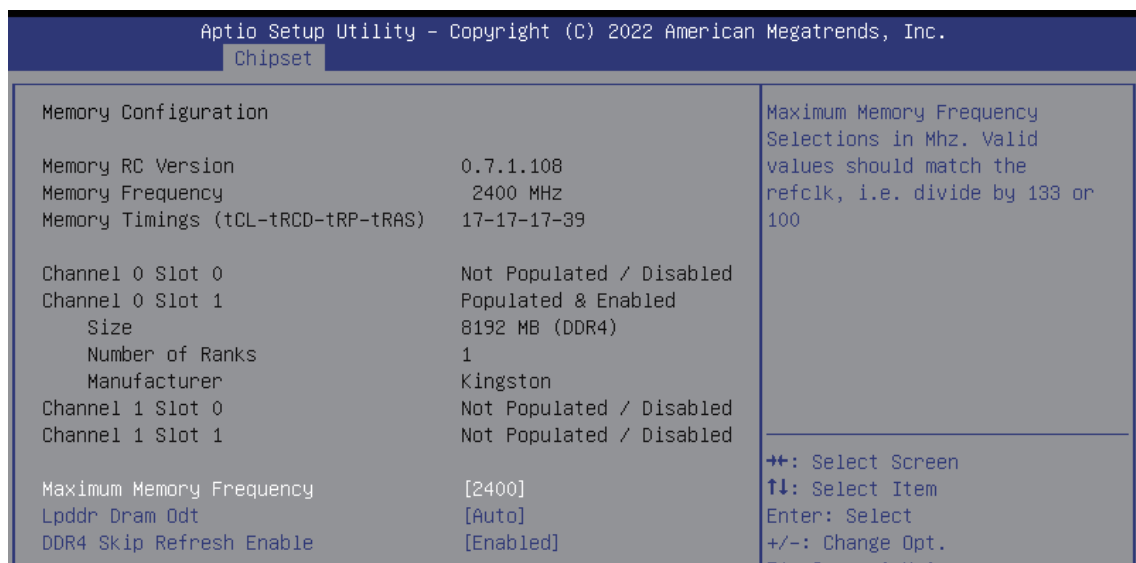 Aptio Setup Utility – Copyright (C) 2022 American Megatrends, Inc.
Chipset
Memory Configuration
Memory RC Version 0.7.1.108
Memory Frequency 2400 MHz
Memory Timings (tCL-tRCD-tRP-tRAS) 17-17-17-39
Channel 0 Slot 0 Not Populated / Disabled
Channel 0 Slot 1 Populated & Enabled
Size 8192 MB (DDR4)
Number of Ranks 1
Manufacturer Kingston
Channel 1 Slot 0 Not Populated / Disabled
Channel 1 Slot 1 Not Populated / Disabled
Maximum Memory Frequency [2400]
Lpddr Dram Odt [Auto]
DDR4 Skip Refresh Enable [Enabled]
Maximum Memory Frequency
Selections in Mhz. Valid
values should match the
refclk, i.e. divide by 133 or
100
→←: Select Screen
↑↓: Select Item
Enter: Select
+/-: Change Opt.